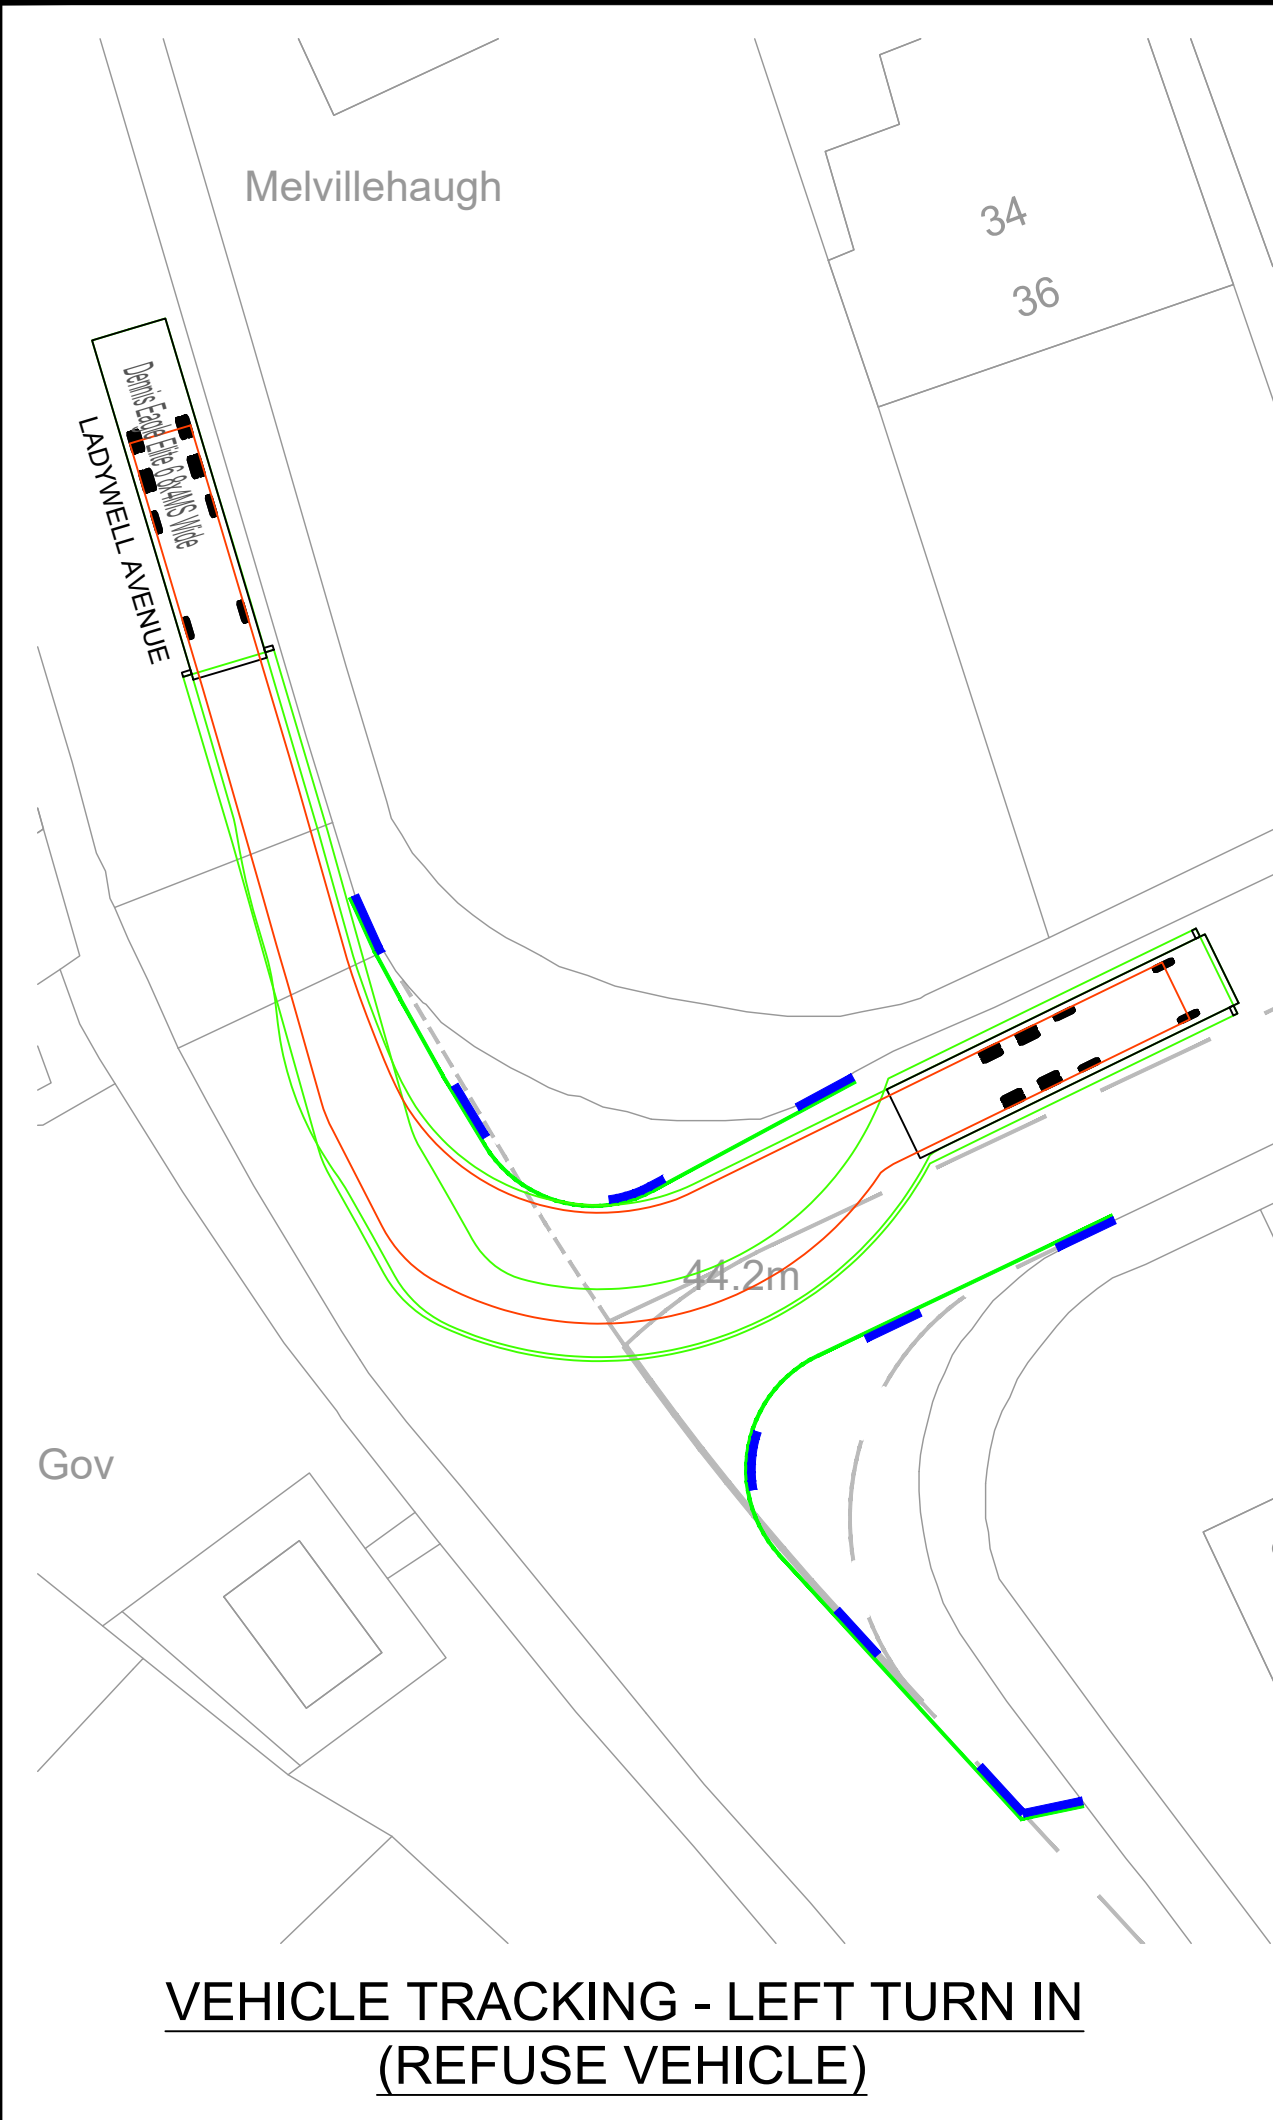 Melvillehaugh
34
36
Dennis Eagle Elite 6 8x4MS Wide
LADYWELL AVENUE
44.2m
Gov
VEHICLE TRACKING - LEFT TURN IN
(REFUSE VEHICLE)